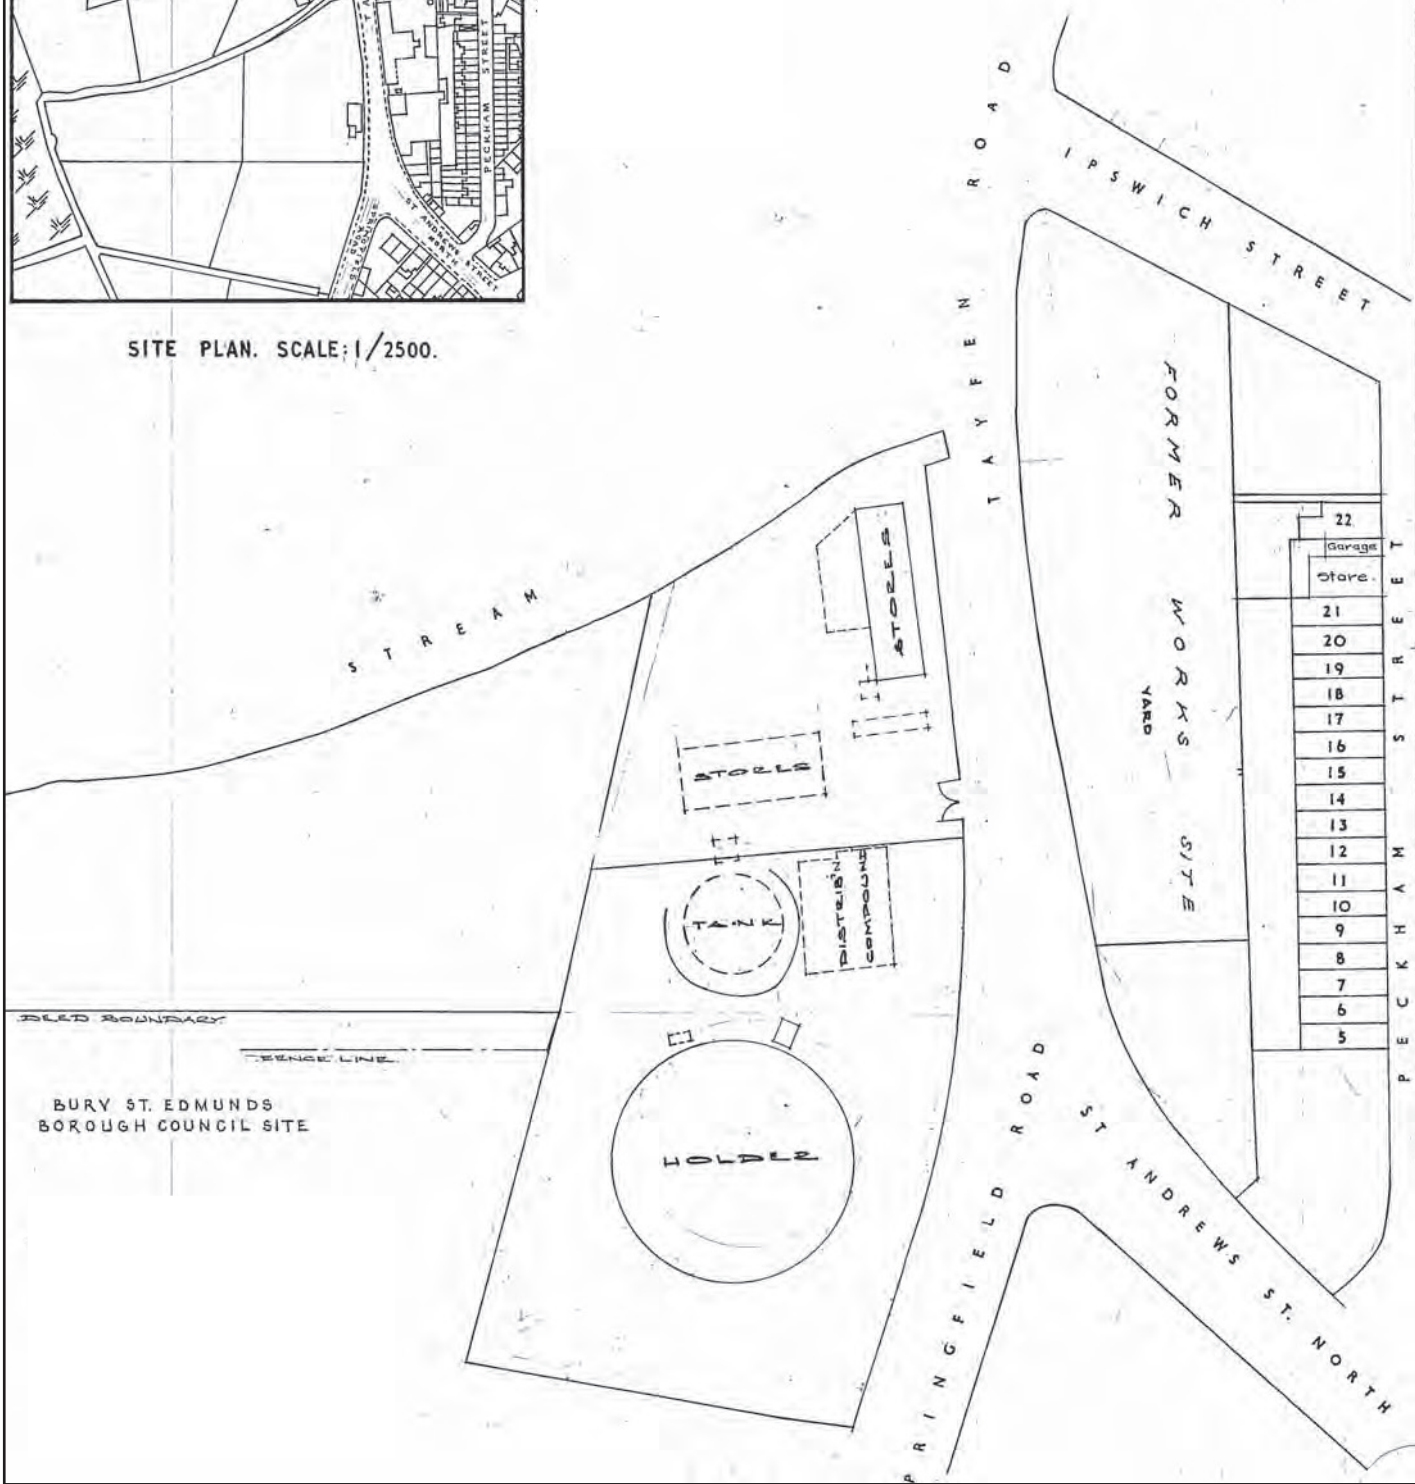 PECKHAM STREET
ST ANDREWS STREET
NORTH
SPRINGFIELD
ROAD
SITE PLAN. SCALE: 1/2500.
TAYFEN ROAD
IPSWICH STREET
FORMER WORKS SITE
YARD
STREAM
STORES
STORES
TANK
DISTRIB'N
COMPOUND
HOLDER
22
Garage
Store.
21
20
19
18
17
16
15
14
13
12
11
10
9
8
7
6
5
PECKHAM STREET
DEED BOUNDARY.
FENCE LINE.
BURY ST. EDMUNDS
BOROUGH COUNCIL SITE
PRINGFIELD ROAD
ST ANDREWS ST. NORTH